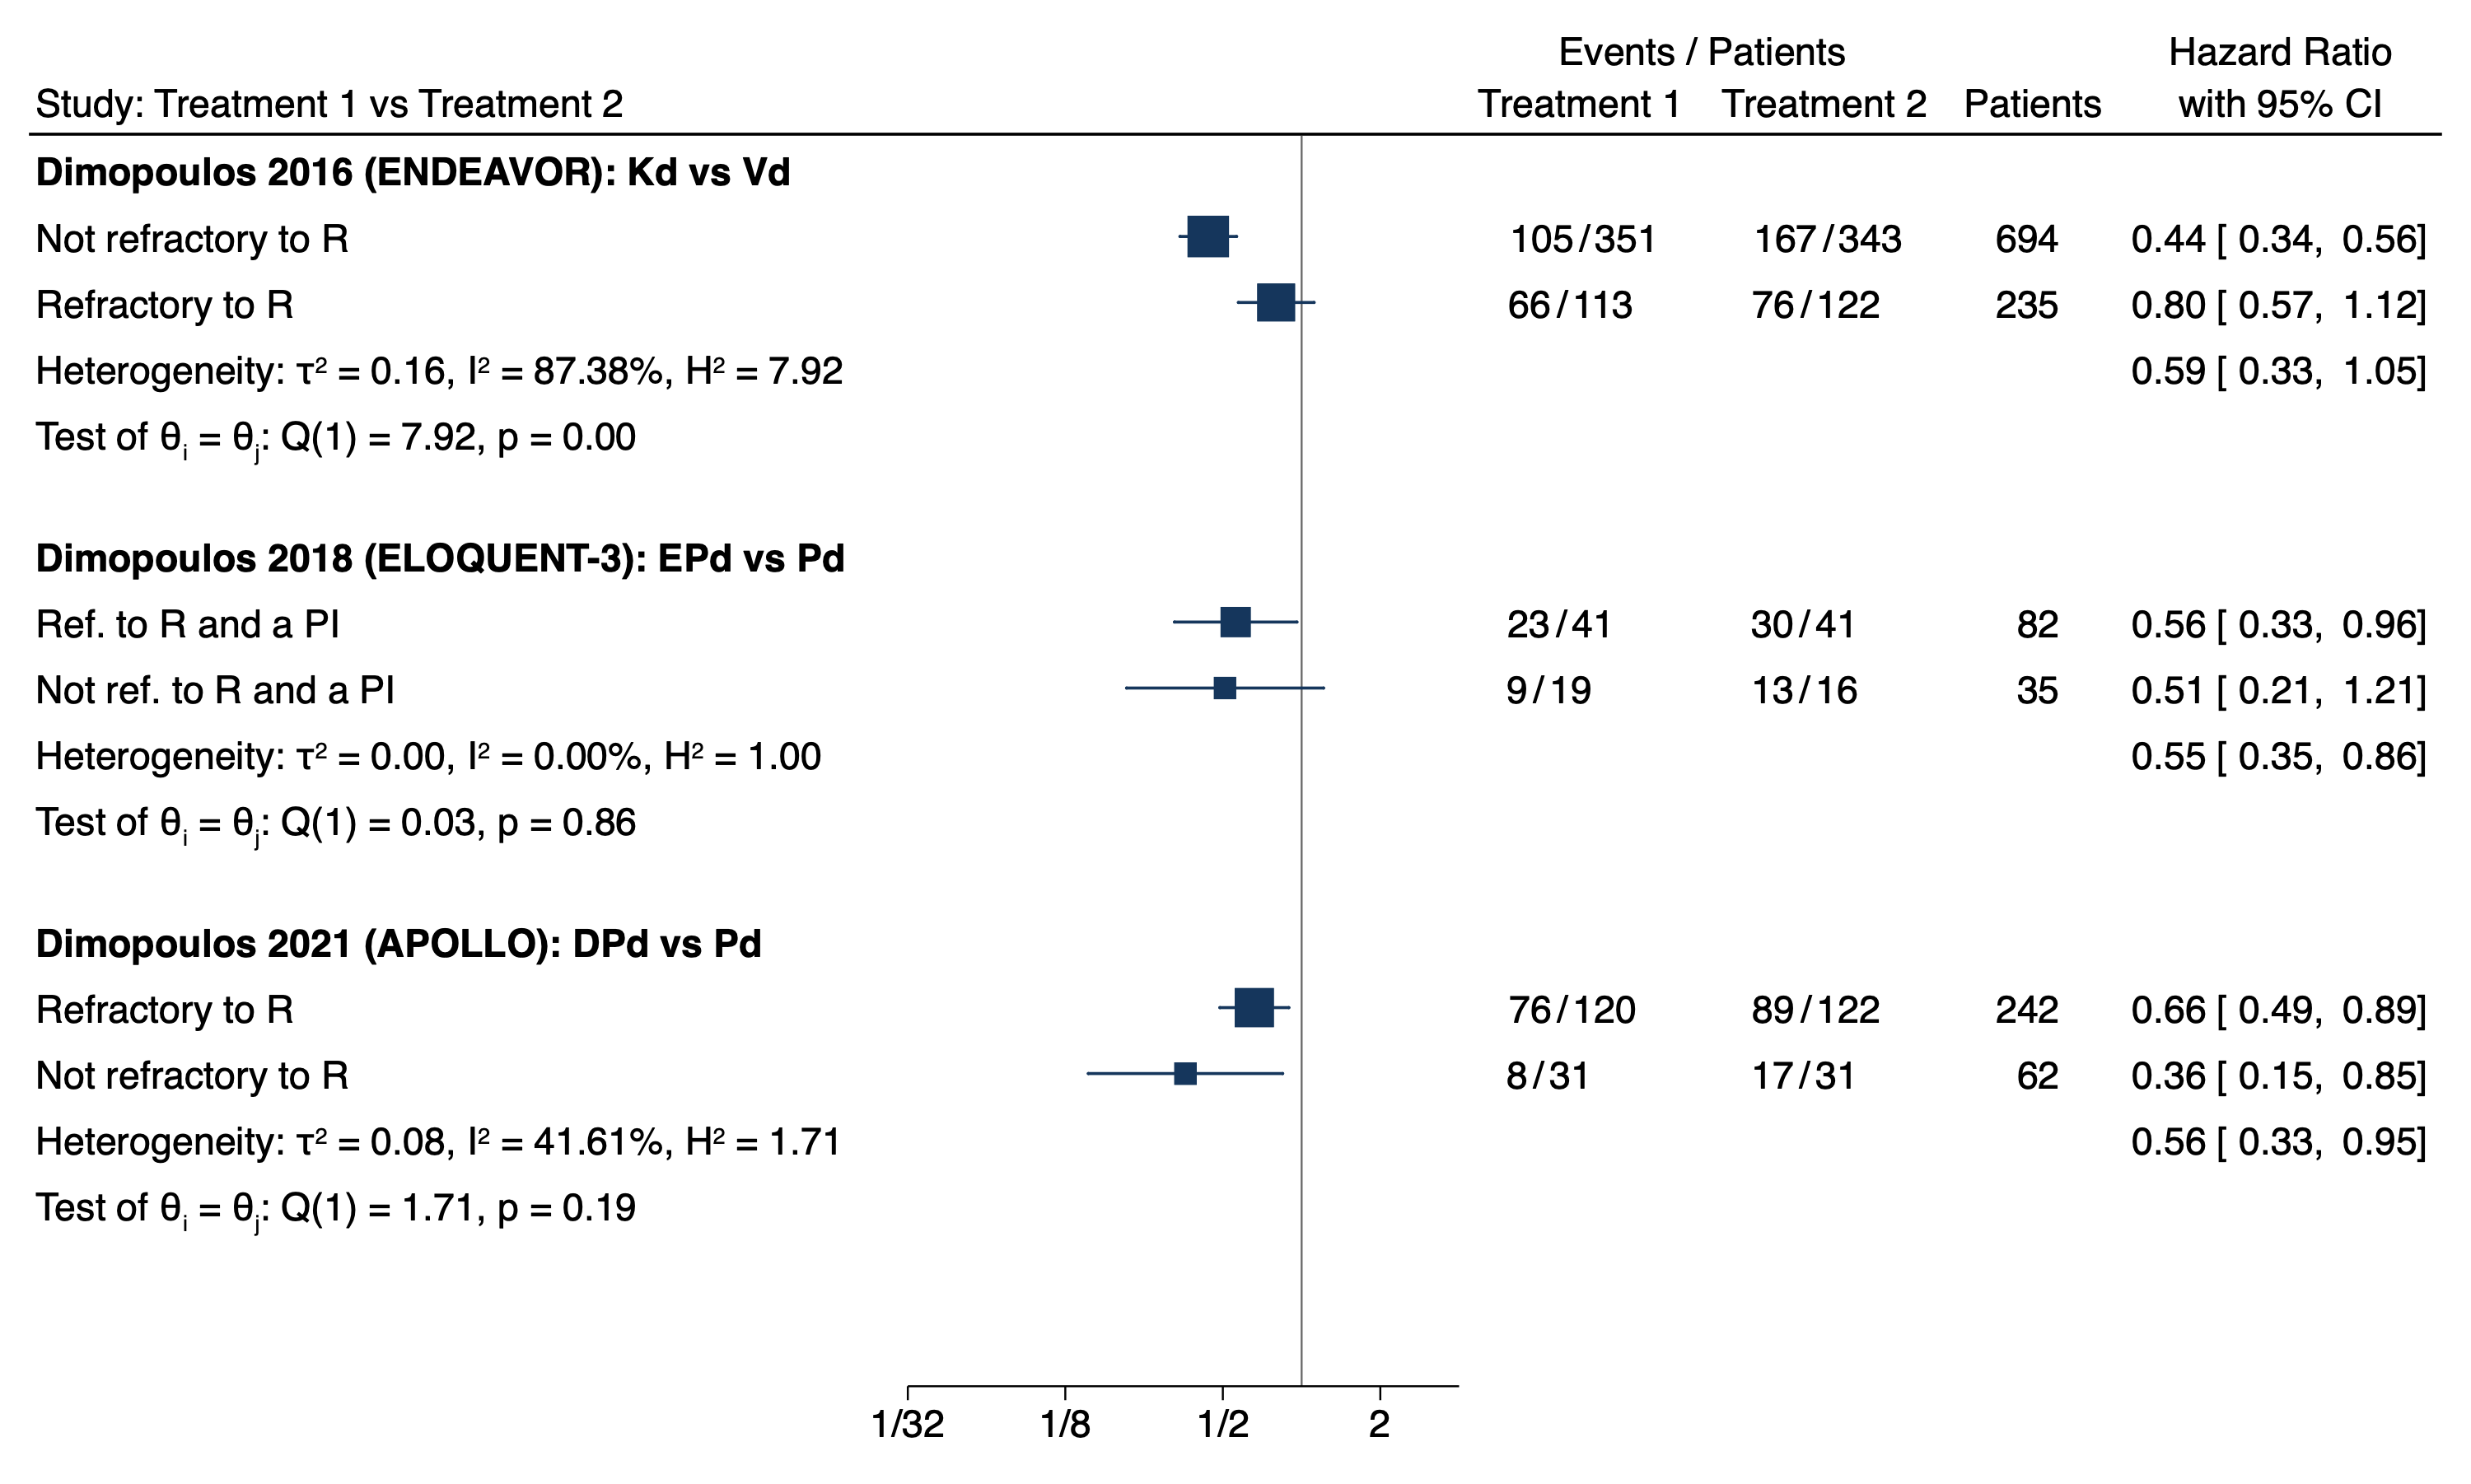 Events / Patients Hazard Ratio
Study: Treatment 1 vs Treatment 2 Treatment 1 Treatment 2 Patients with 95% CI
Dimopoulos 2016 (ENDEAVOR): Kd vs Vd
Not refractory to R 105/351 167/343 694 0.44 [ 0.34, 0.56]
Refractory to R 66/113 76/122 235 0.80 [ 0.57, 1.12]
Heterogeneity: τ² = 0.16, I² = 87.38%, H² = 7.92 0.59 [ 0.33, 1.05]
Test of θᵢ = θⱼ: Q(1) = 7.92, p = 0.00
Dimopoulos 2018 (ELOQUENT-3): EPd vs Pd
Ref. to R and a PI 23/41 30/41 82 0.56 [ 0.33, 0.96]
Not ref. to R and a PI 9/19 13/16 35 0.51 [ 0.21, 1.21]
Heterogeneity: τ² = 0.00, I² = 0.00%, H² = 1.00 0.55 [ 0.35, 0.86]
Test of θᵢ = θⱼ: Q(1) = 0.03, p = 0.86
Dimopoulos 2021 (APOLLO): DPd vs Pd
Refractory to R 76/120 89/122 242 0.66 [ 0.49, 0.89]
Not refractory to R 8/31 17/31 62 0.36 [ 0.15, 0.85]
Heterogeneity: τ² = 0.08, I² = 41.61%, H² = 1.71 0.56 [ 0.33, 0.95]
Test of θᵢ = θⱼ: Q(1) = 1.71, p = 0.19
1/32 1/8 1/2 2